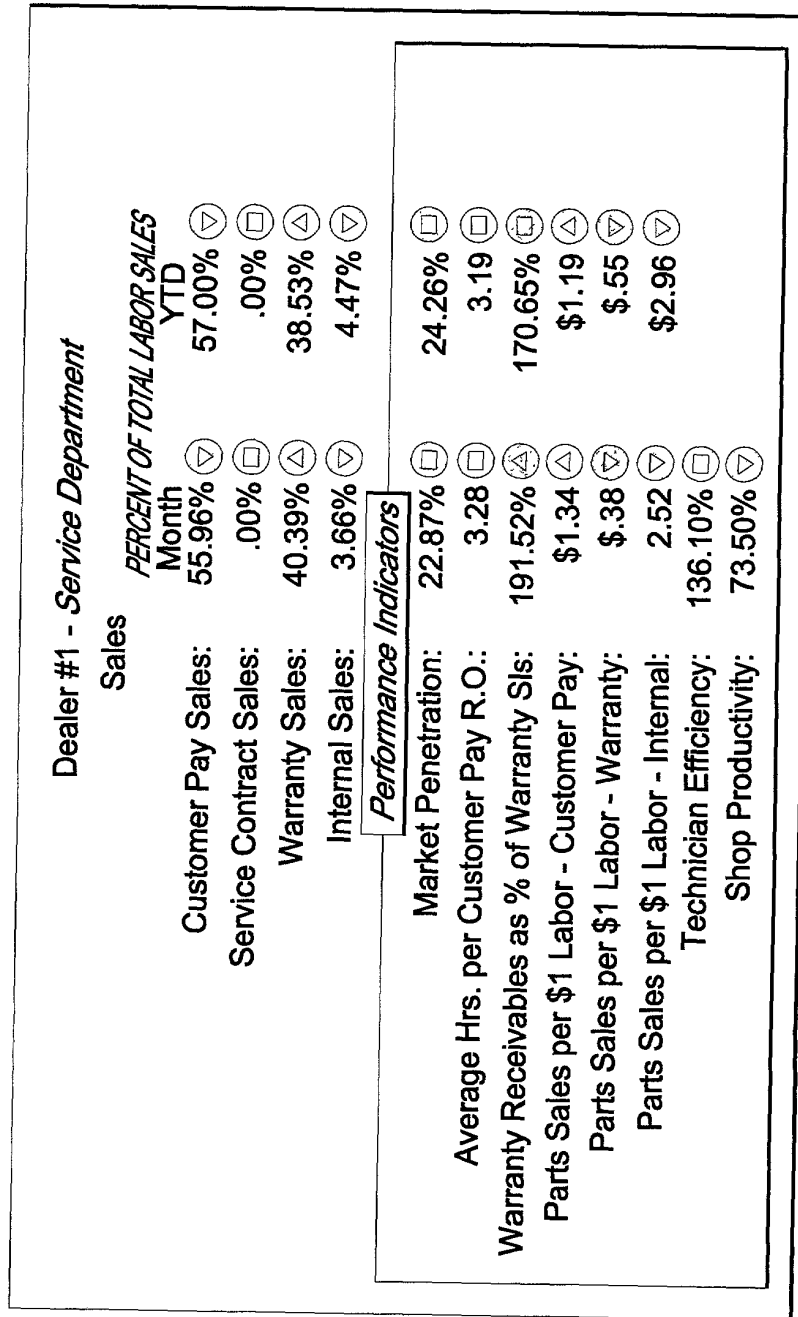 Dealer #1 - Service Department
Sales
PERCENT OF TOTAL LABOR SALES
Month YTD
Customer Pay Sales: 55.96% 57.00%
Service Contract Sales: .00% .00%
Warranty Sales: 40.39% 38.53%
Internal Sales: 3.66% 4.47%
Performance Indicators
Market Penetration: 22.87% 24.26%
Average Hrs. per Customer Pay R.O.: 3.28 3.19
Warranty Receivables as % of Warranty Sls: 191.52% 170.65%
Parts Sales per $1 Labor - Customer Pay: $1.34 $1.19
Parts Sales per $1 Labor - Warranty: $.38 $.55
Parts Sales per $1 Labor - Internal: 2.52 $2.96
Technician Efficiency: 136.10%
Shop Productivity: 73.50%